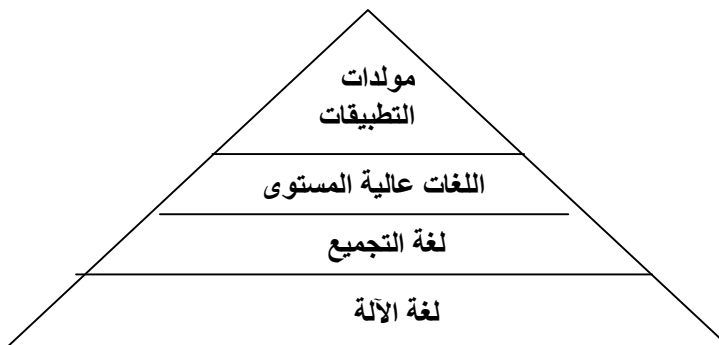 مولدات
التطبيقات
اللغات عالية المستوى
لغة التجميع
لغة الآلة